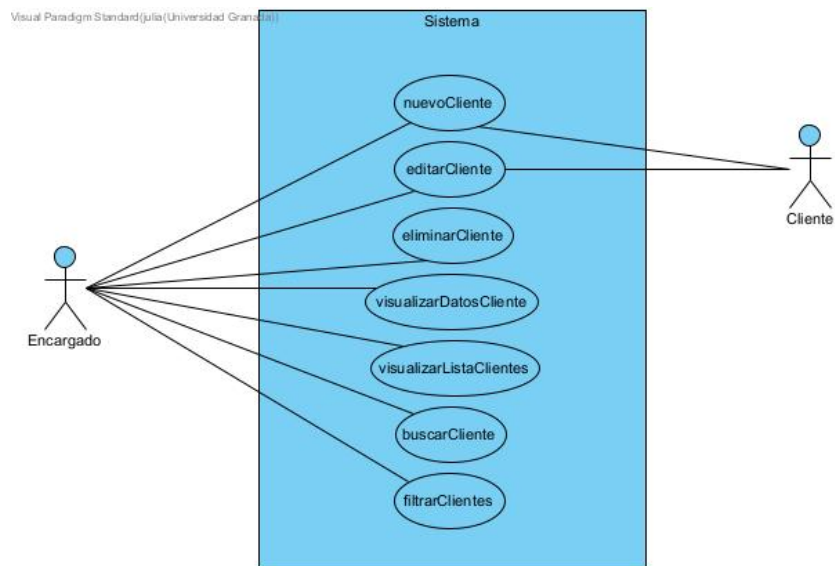 Visual Paradigm Standard(julia(Universidad Granada))
Sistema
nuevoCliente
editarCliente
Cliente
eliminarCliente
visualizarDatosCliente
Encargado
visualizarListaClientes
buscarCliente
filtrarClientes